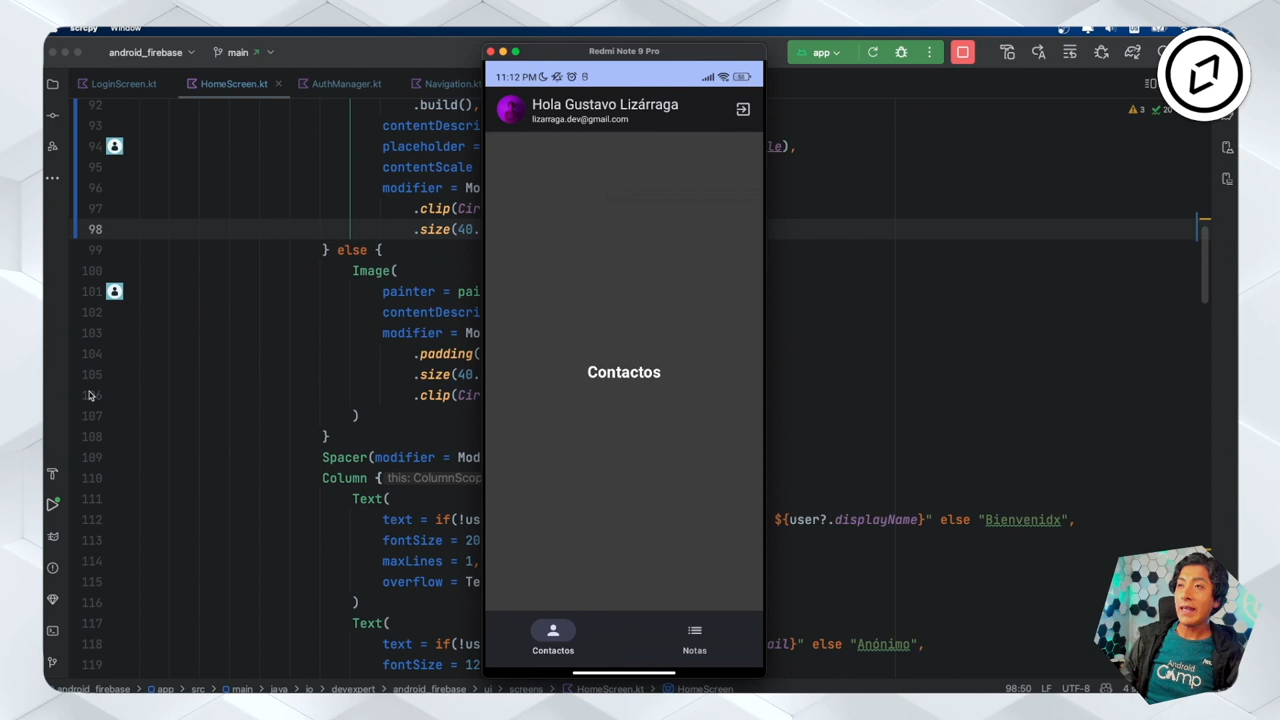 scrcpy Window
android_firebase
main
Redmi Note 9 Pro
app
LoginScreen.kt
HomeScreen.kt
AuthManager.kt
Navigation.kt
11:12 PM
Hola Gustavo Lizárraga
lizarraga.dev@gmail.com
Contactos
Contactos
Notas
3
92 .build(),
93 contentDescri
94 placeholder = le),
95 contentScale
96 modifier = Mo
97 .clip(Cir
98 .size(40.
99 } else {
100 Image(
101 painter = pai
102 contentDescri
103 modifier = Mo
104 .padding(
105 .size(40.
.clip(Cir
107 )
108 }
109 Spacer(modifier = Mod
110 Column { this: ColumnScop
111 Text(
112 text = if(!us ${user?.displayName}" else "Bienvenidx",
113 fontSize = 20
114 maxLines = 1,
115 overflow = Te
116 )
117 Text(
118 text = if(!us ail}" else "Anónimo",
119 fontSize = 12
android_firebase app src main java io devexpert android_firebase ui screens HomeScreen.kt HomeScreen
98:50 LF UTF-8
Android
Camp